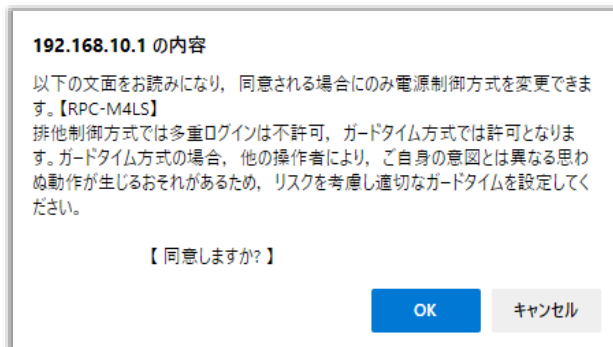 192.168.10.1 の内容
以下の文面をお読みになり，同意される場合にのみ電源制御方式を変更できま
す。【RPC-M4LS】
排他制御方式では多重ログインは不許可，ガードタイム方式では許可となりま
す。ガードタイム方式の場合，他の操作者により，ご自身の意図とは異なる思わ
ぬ動作が生じるおそれがあるため，リスクを考慮し適切なガードタイムを設定してく
ださい。
【 同意しますか? 】
OK
キャンセル